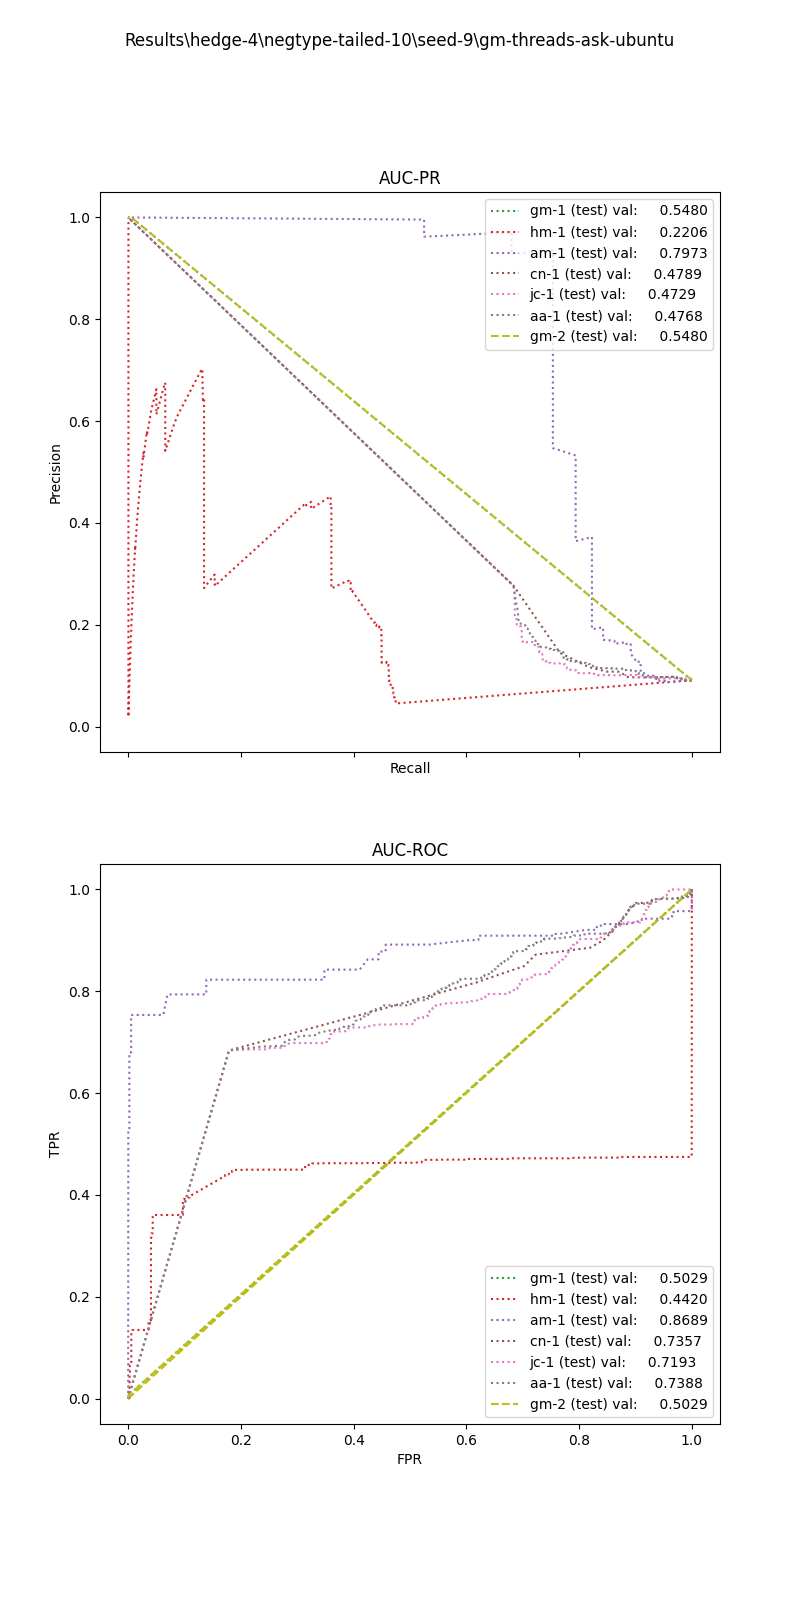 Results\hedge-4\negtype-tailed-10\seed-9\gm-threads-ask-ubuntu
AUC-PR
gm-1 (test) val: 0.5480
hm-1 (test) val: 0.2206
am-1 (test) val: 0.7973
cn-1 (test) val: 0.4789
jc-1 (test) val: 0.4729
aa-1 (test) val: 0.4768
gm-2 (test) val: 0.5480
1.0
0.8
0.6
0.4
0.2
0.0
Precision
Recall
AUC-ROC
1.0
0.8
0.6
0.4
0.2
0.0
TPR
gm-1 (test) val: 0.5029
hm-1 (test) val: 0.4420
am-1 (test) val: 0.8689
cn-1 (test) val: 0.7357
jc-1 (test) val: 0.7193
aa-1 (test) val: 0.7388
gm-2 (test) val: 0.5029
0.0 0.2 0.4 0.6 0.8 1.0
FPR